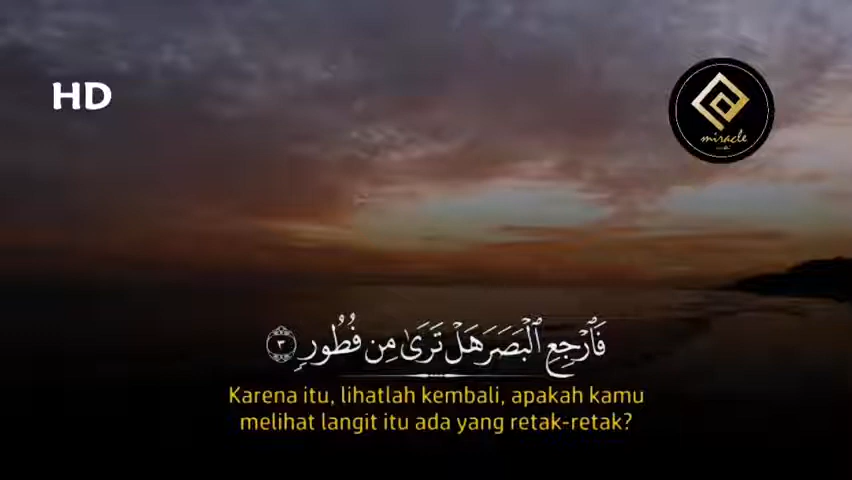 HD
miracle
فَٱرْجِعِ ٱلْبَصَرَ هَلْ تَرَىٰ مِن فُطُورٍ ٣
Karena itu, lihatlah kembali, apakah kamu
melihat langit itu ada yang retak-retak?